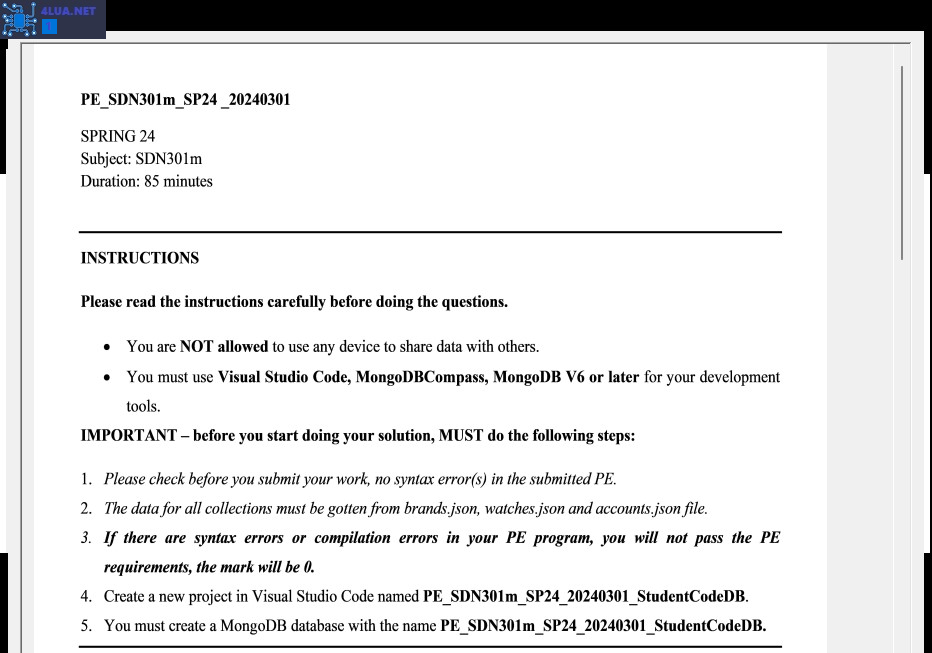 4LUA.NET
PE_SDN301m_SP24 _20240301
SPRING 24
Subject: SDN301m
Duration: 85 minutes
INSTRUCTIONS
Please read the instructions carefully before doing the questions.
• You are NOT allowed to use any device to share data with others.
• You must use Visual Studio Code, MongoDBCompass, MongoDB V6 or later for your development
tools.
IMPORTANT – before you start doing your solution, MUST do the following steps:
1. Please check before you submit your work, no syntax error(s) in the submitted PE.
2. The data for all collections must be gotten from brands.json, watches.json and accounts.json file.
3. If there are syntax errors or compilation errors in your PE program, you will not pass the PE
requirements, the mark will be 0.
4. Create a new project in Visual Studio Code named PE_SDN301m_SP24_20240301_StudentCodeDB.
5. You must create a MongoDB database with the name PE_SDN301m_SP24_20240301_StudentCodeDB.